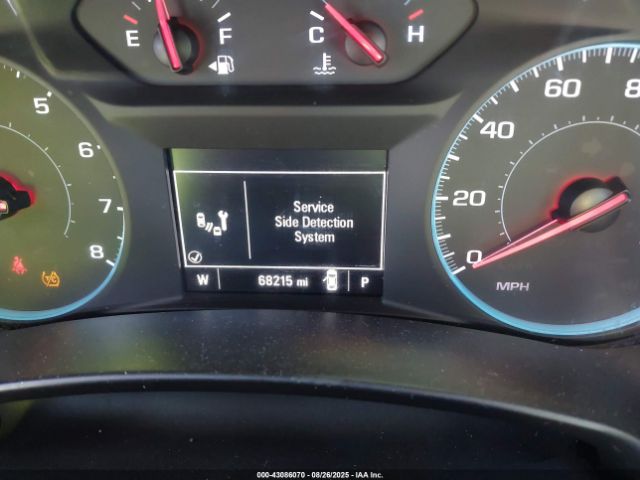 E F
C H
5
6
7
8
Service
Side Detection
System
W 68215 mi P
0
20
40
60
8
MPH
000-43086070 - 08/26/2025 - IAA Inc.